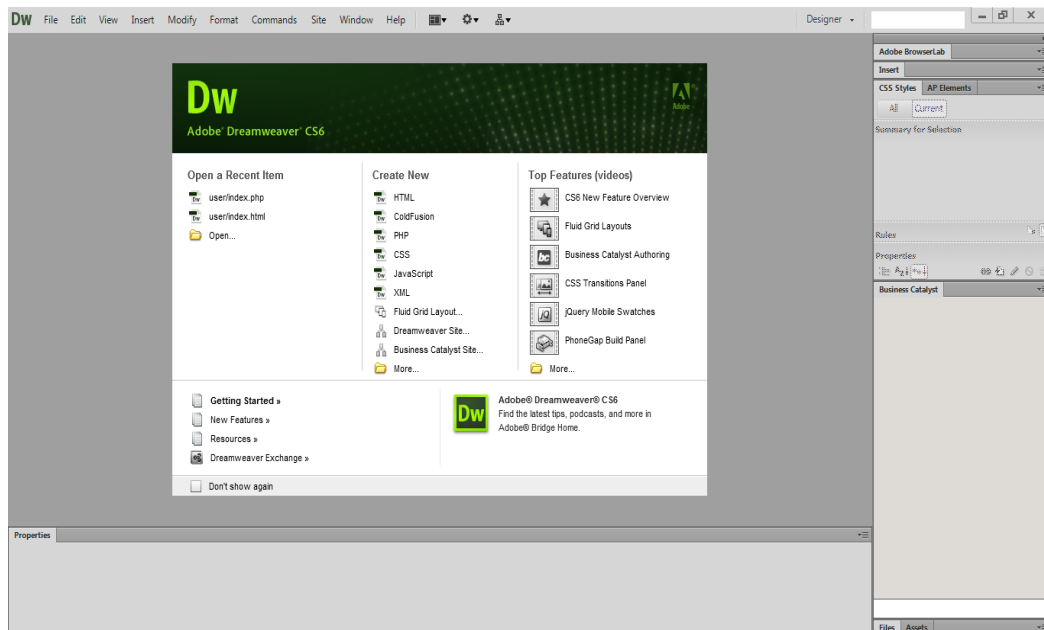 Dw File Edit View Insert Modify Format Commands Site Window Help Designer
Adobe BrowserLab
Insert
CSS Styles AP Elements
All Current
Summary for Selection
Rules
Properties
Business Catalyst
Files Assets
Dw
Adobe® Dreamweaver® CS6
Adobe
Open a Recent Item
user/index.php
user/index.html
Open...
Create New
HTML
ColdFusion
PHP
CSS
JavaScript
XML
Fluid Grid Layout...
Dreamweaver Site...
Business Catalyst Site...
More...
Top Features (videos)
CS6 New Feature Overview
Fluid Grid Layouts
bc
Business Catalyst Authoring
CSS Transitions Panel
jQ
jQuery Mobile Swatches
PhoneGap Build Panel
More...
Getting Started »
New Features »
Resources »
Dreamweaver Exchange »
Dw
Adobe® Dreamweaver® CS6
Find the latest tips, podcasts, and more in
Adobe® Bridge Home.
Don't show again
Properties